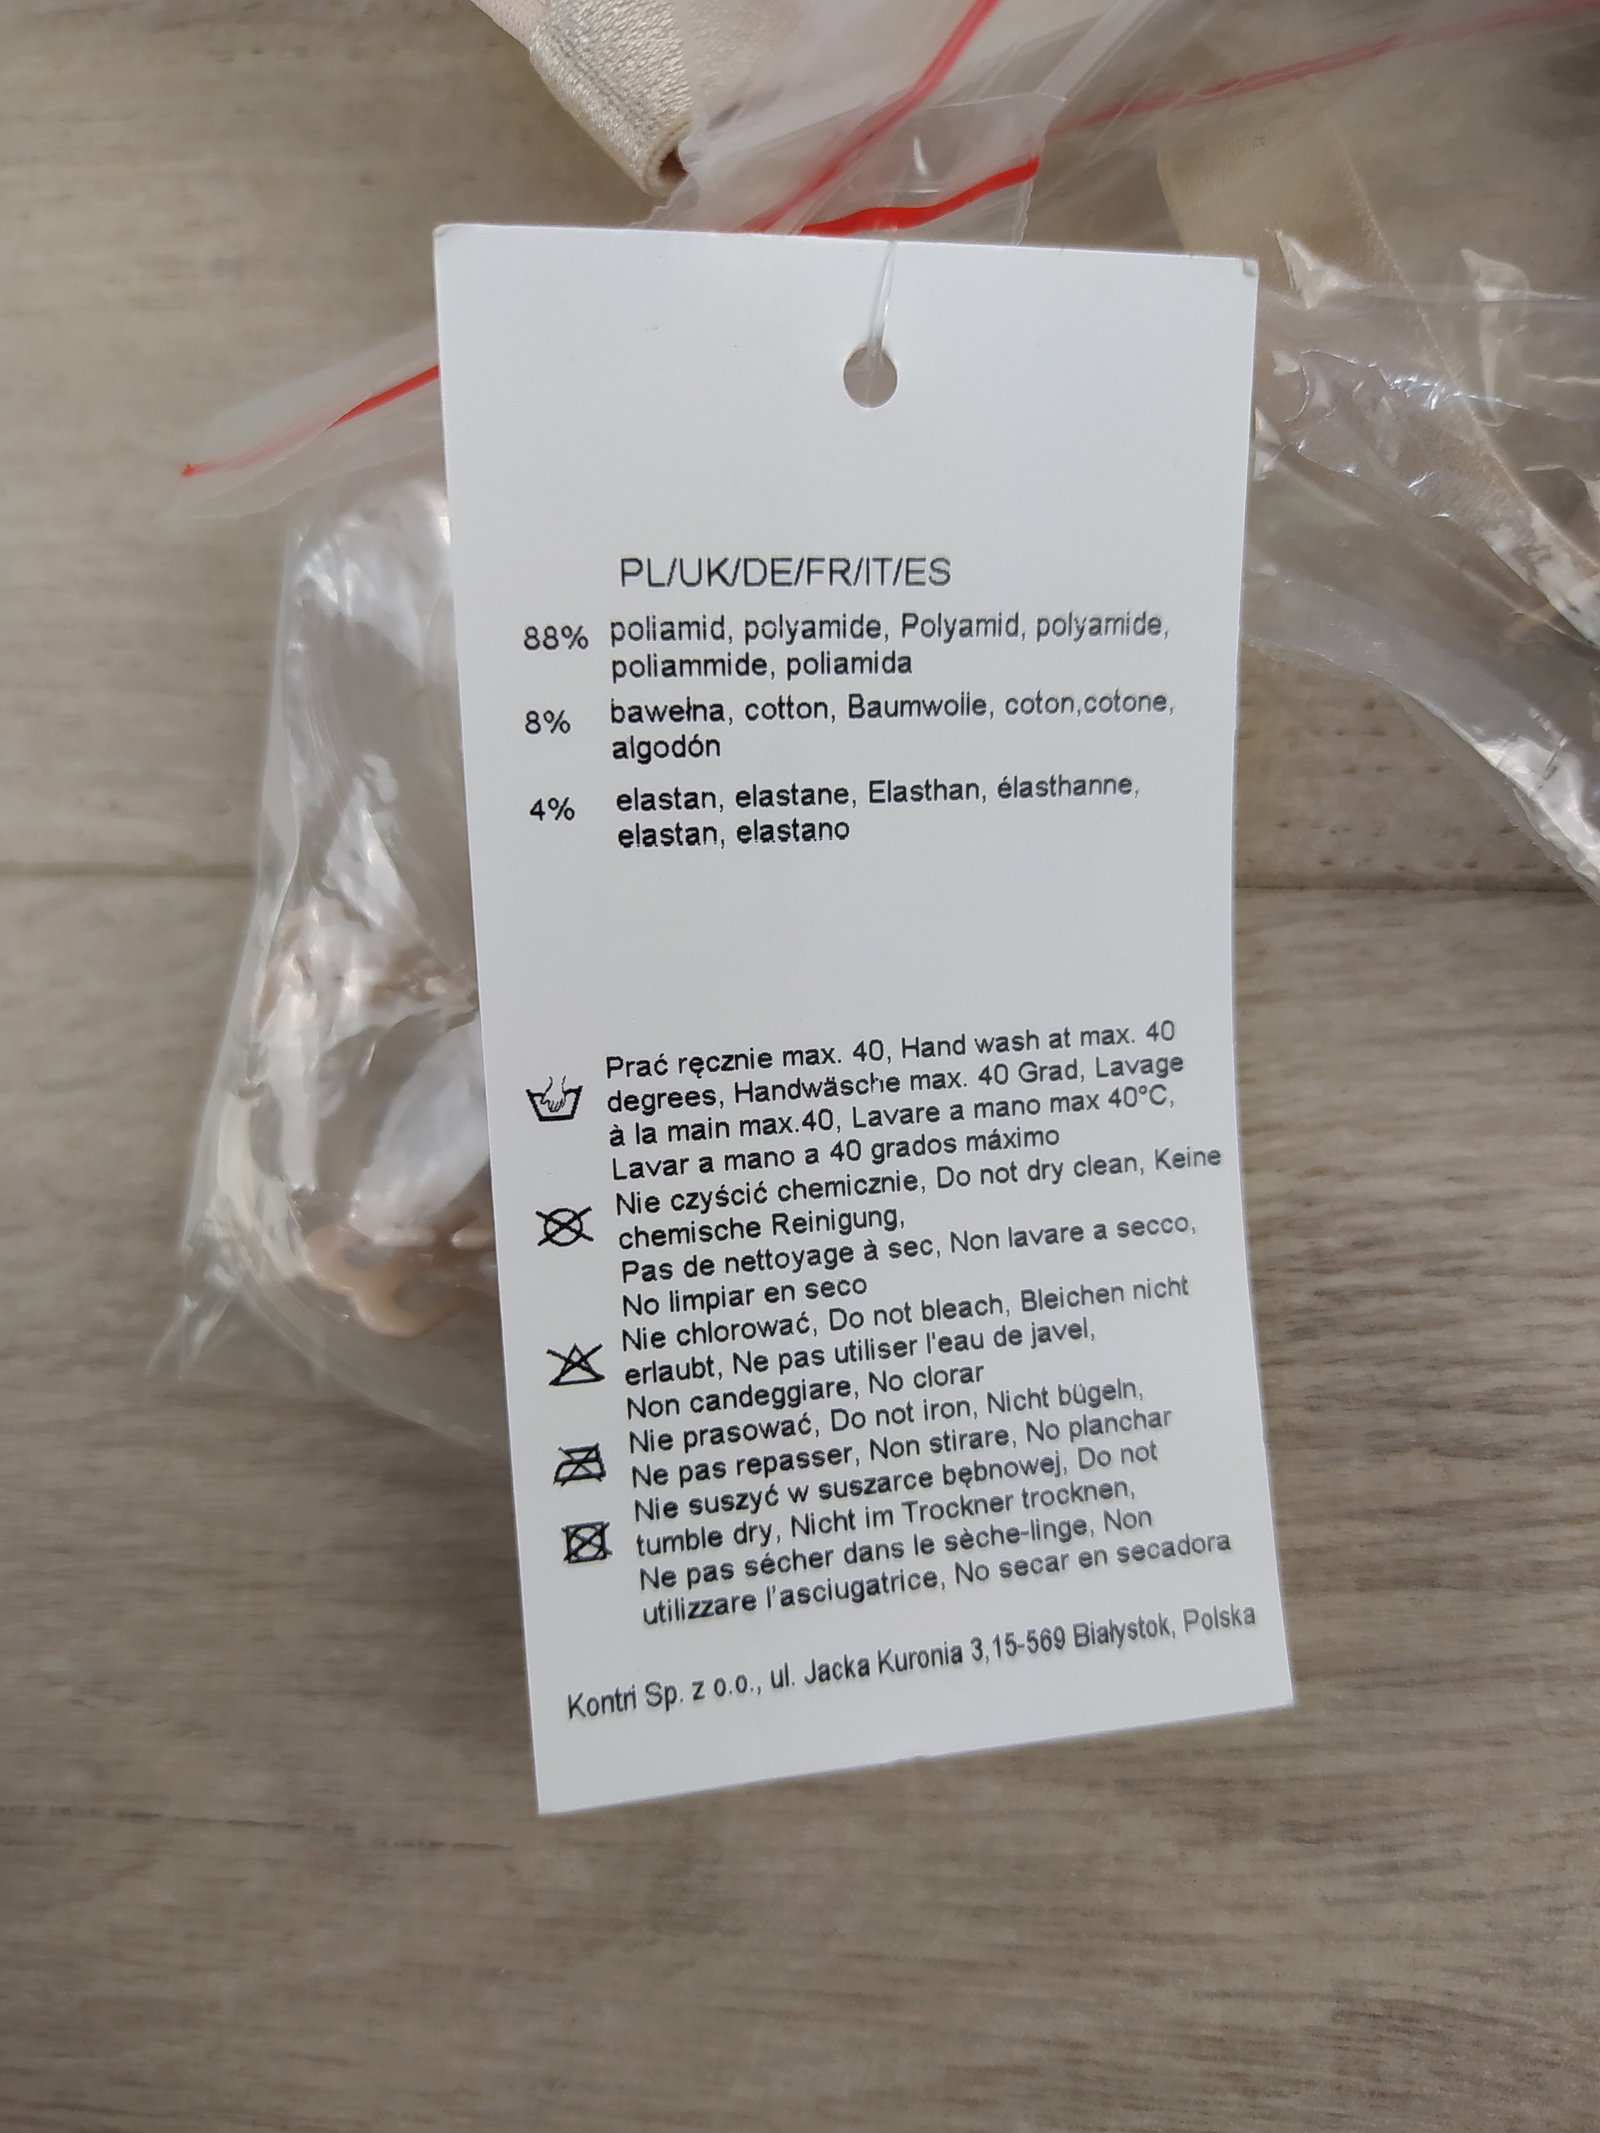 PL/UK/DE/FR/IT/ES
88% poliamid, polyamide, Polyamid, polyamide,
poliammide, poliamida
8% bawełna, cotton, Baumwolle, coton,cotone,
algodón
4% elastan, elastane, Elasthan, élasthanne,
elastan, elastano
Prać ręcznie max. 40, Hand wash at max. 40
degrees, Handwäsche max. 40 Grad, Lavage
à la main max.40, Lavare a mano max 40°C,
Lavar a mano a 40 grados máximo
Nie czyścić chemicznie, Do not dry clean, Keine
chemische Reinigung,
Pas de nettoyage à sec, Non lavare a secco,
No limpiar en seco
Nie chlorować, Do not bleach, Bleichen nicht
erlaubt, Ne pas utiliser l'eau de javel,
Non candeggiare, No clorar
Nie prasować, Do not iron, Nicht bügeln,
Ne pas repasser, Non stirare, No planchar
Nie suszyć w suszarce bębnowej, Do not
tumble dry, Nicht im Trockner trocknen,
Ne pas sécher dans le sèche-linge, Non
utilizzare l'asciugatrice, No secar en secadora
Kontri Sp. z o.o., ul. Jacka Kuronia 3,15-569 Białystok, Polska